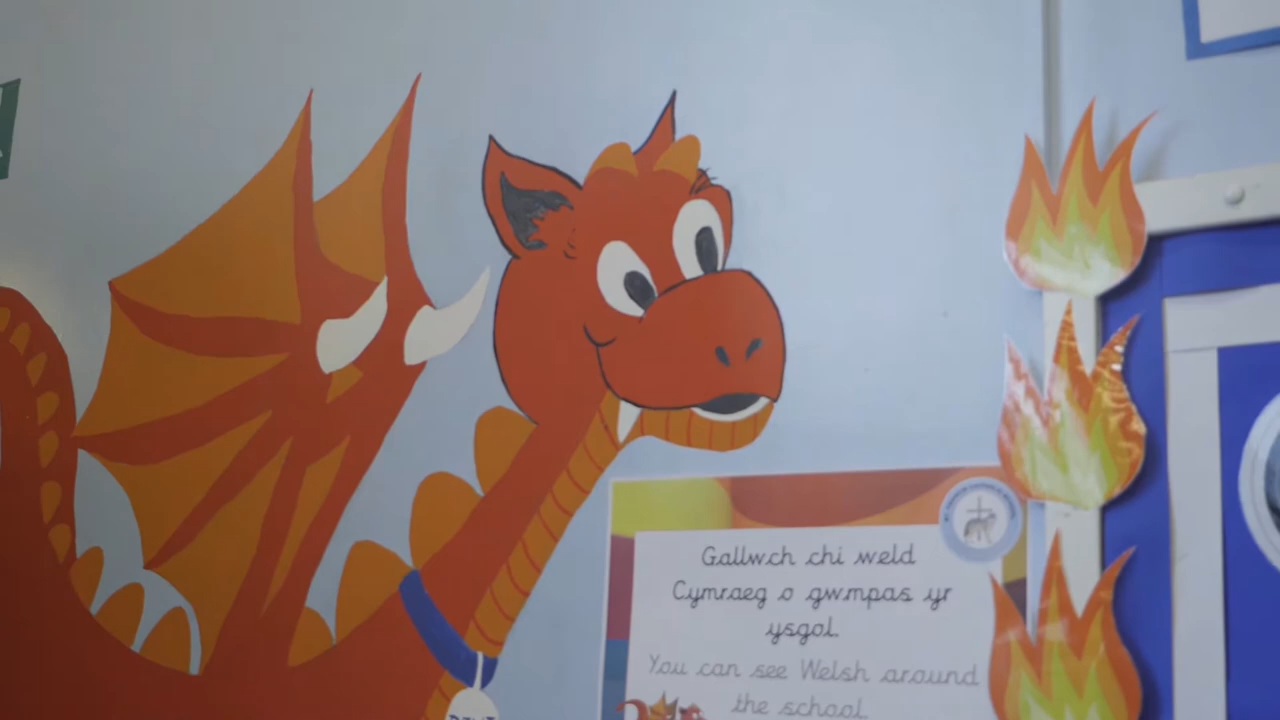 Gallwch chi weld
Cymraeg o gwmpas yr
ysgol.
You can see Welsh around
the school.